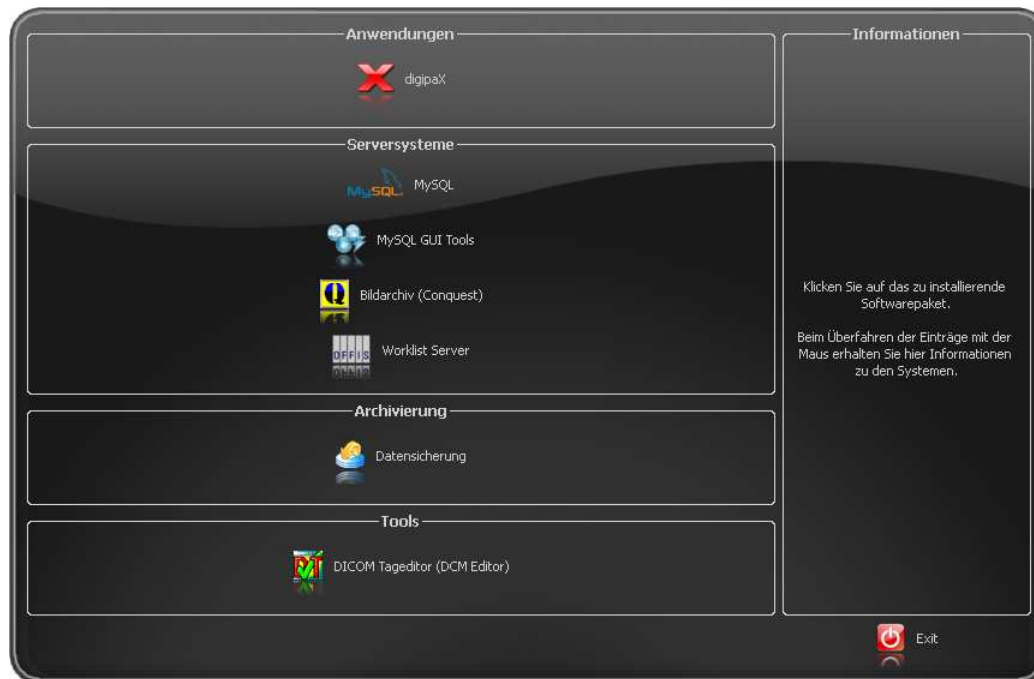 Anwendungen
digipaX
Serversysteme
MySQL. MySQL
MySQL GUI Tools
Bildarchiv (Conquest)
OFFIS Worklist Server
Archivierung
Datensicherung
Tools
DICOM Tageditor (DCM Editor)
Informationen
Klicken Sie auf das zu installierende
Softwarepaket.
Beim Überfahren der Einträge mit der
Maus erhalten Sie hier Informationen
zu den Systemen.
Exit